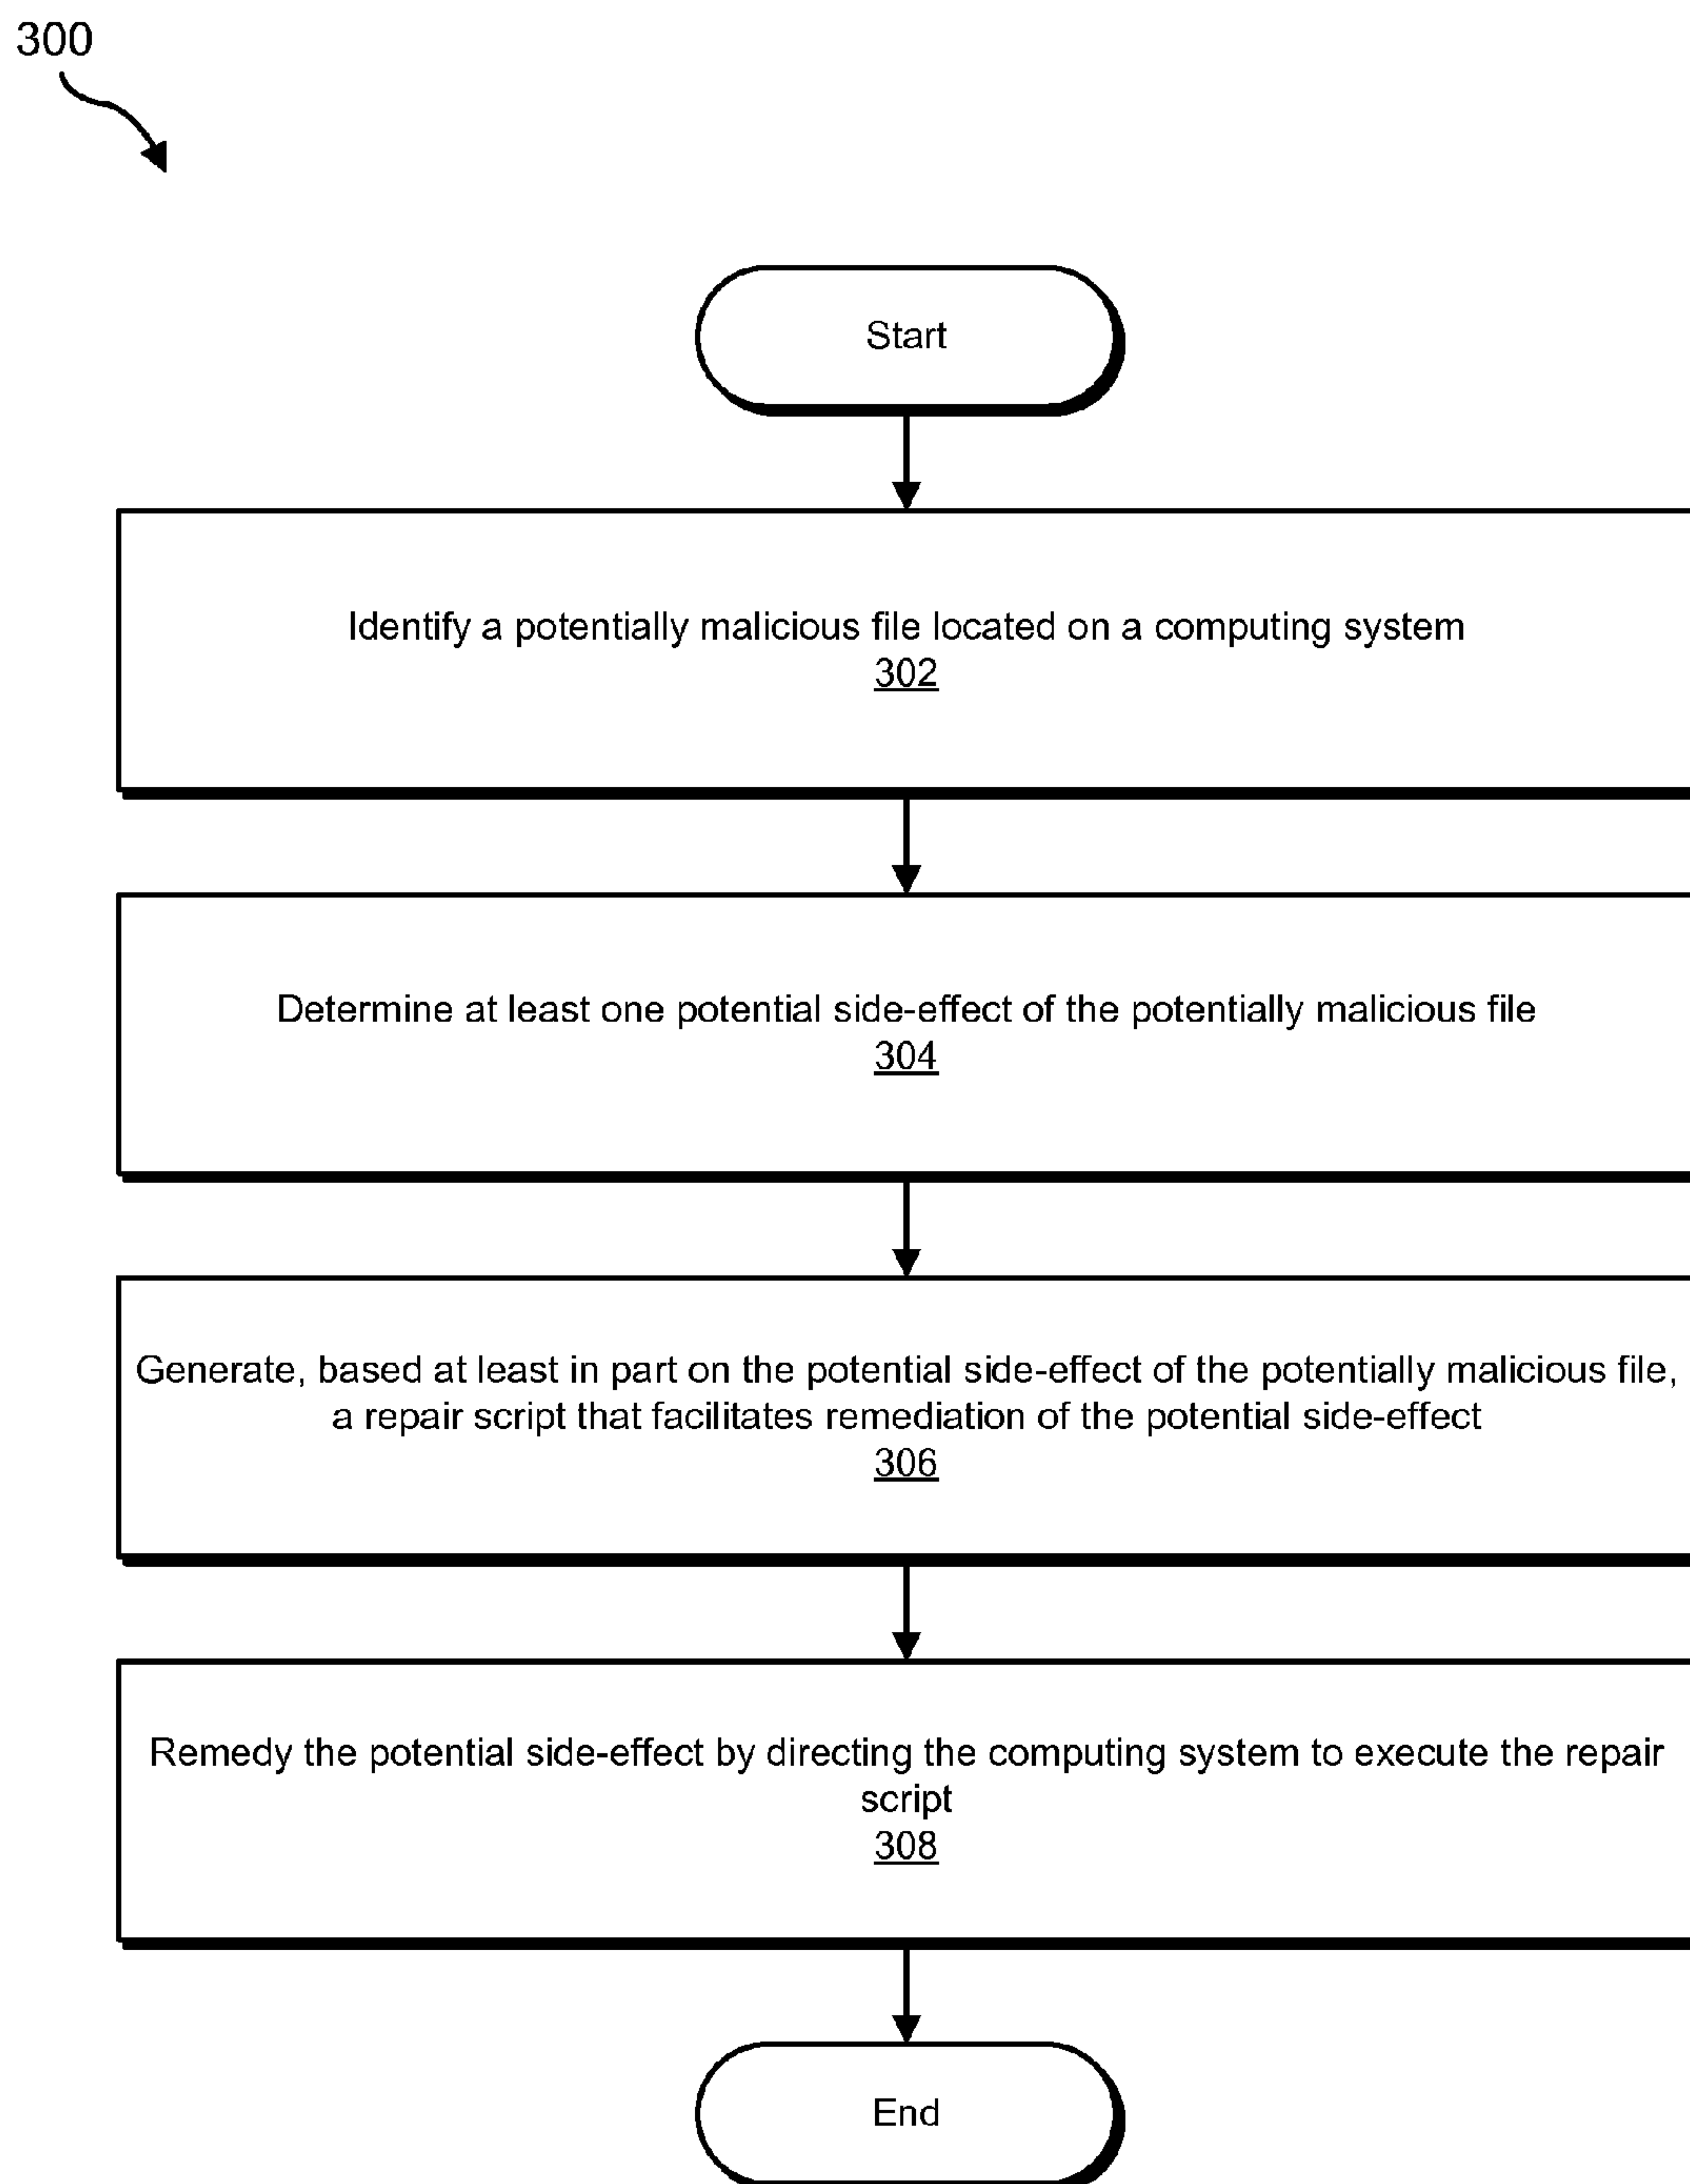 300
Start
Identify a potentially malicious file located on a computing system
302
Determine at least one potential side-effect of the potentially malicious file
304
Generate, based at least in part on the potential side-effect of the potentially malicious file,
a repair script that facilitates remediation of the potential side-effect
306
Remedy the potential side-effect by directing the computing system to execute the repair
script
308
End